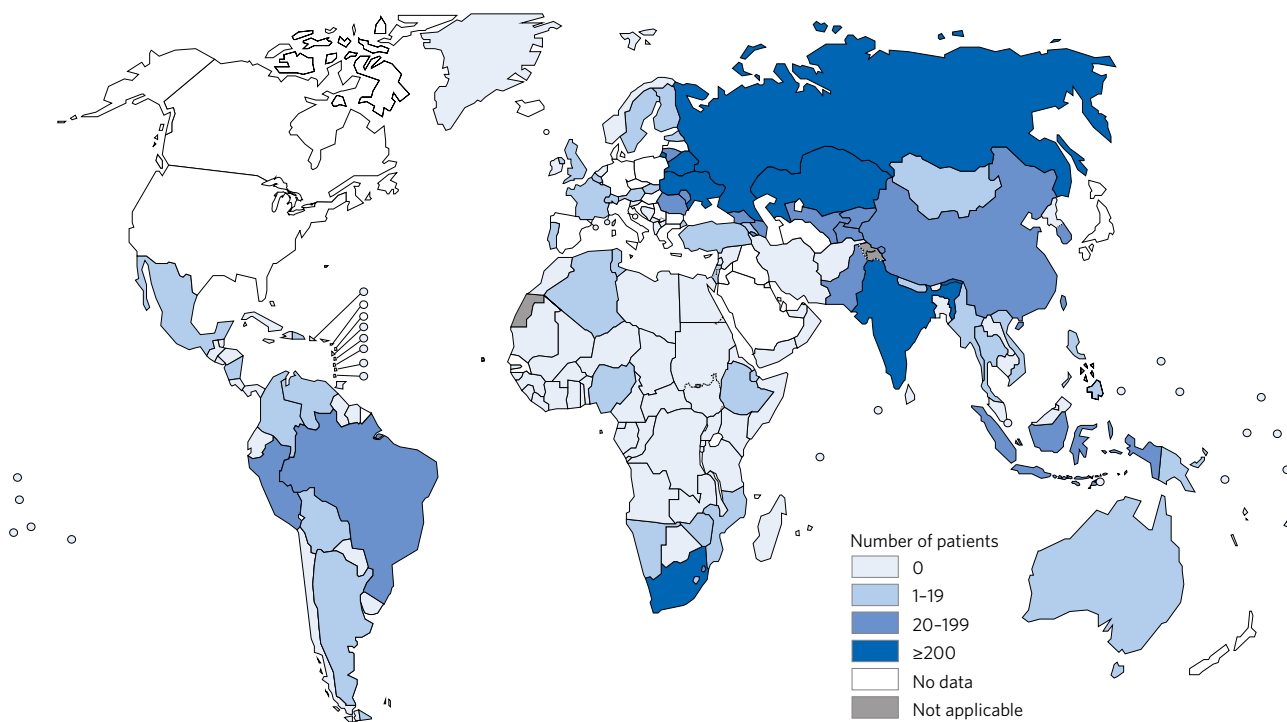 Number of patients
0
1–19
20–199
≥200
No data
Not applicable